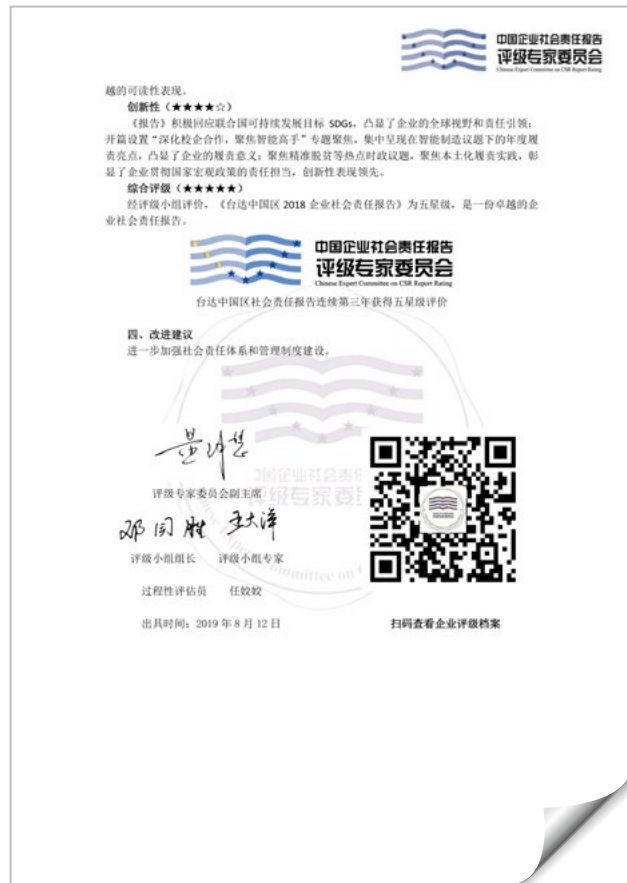 中国企业社会责任报告
评级专家委员会
Chinese Expert Committee on CSR Report Rating
越的可读性表现。
创新性（★★★★☆）
《报告》积极回应联合国可持续发展目标 SDGs，凸显了企业的全球视野和责任引领；
开篇设置“深化校企合作，聚焦智能高手”专题聚焦，集中呈现在智能制造议题下的年度履
责亮点，凸显了企业的履责意义；聚焦精准脱贫等热点时政议题，聚焦本土化履责实践，彰
显了企业贯彻国家宏观政策的责任担当，创新性表现领先。
综合评级（★★★★★）
经评级小组评价，《台达中国区 2018 企业社会责任报告》为五星级，是一份卓越的企
业社会责任报告。
中国企业社会责任报告
评级专家委员会
Chinese Expert Committee on CSR Report Rating
台达中国区社会责任报告连续第三年获得五星级评价
四、改进建议
进一步加强社会责任体系和管理制度建设。
评级专家委员会副主席
邓国胜 王大洋
评级小组组长 评级小组专家
过程性评估员 任姣姣
出具时间：2019 年 8 月 12 日
扫码查看企业评级档案